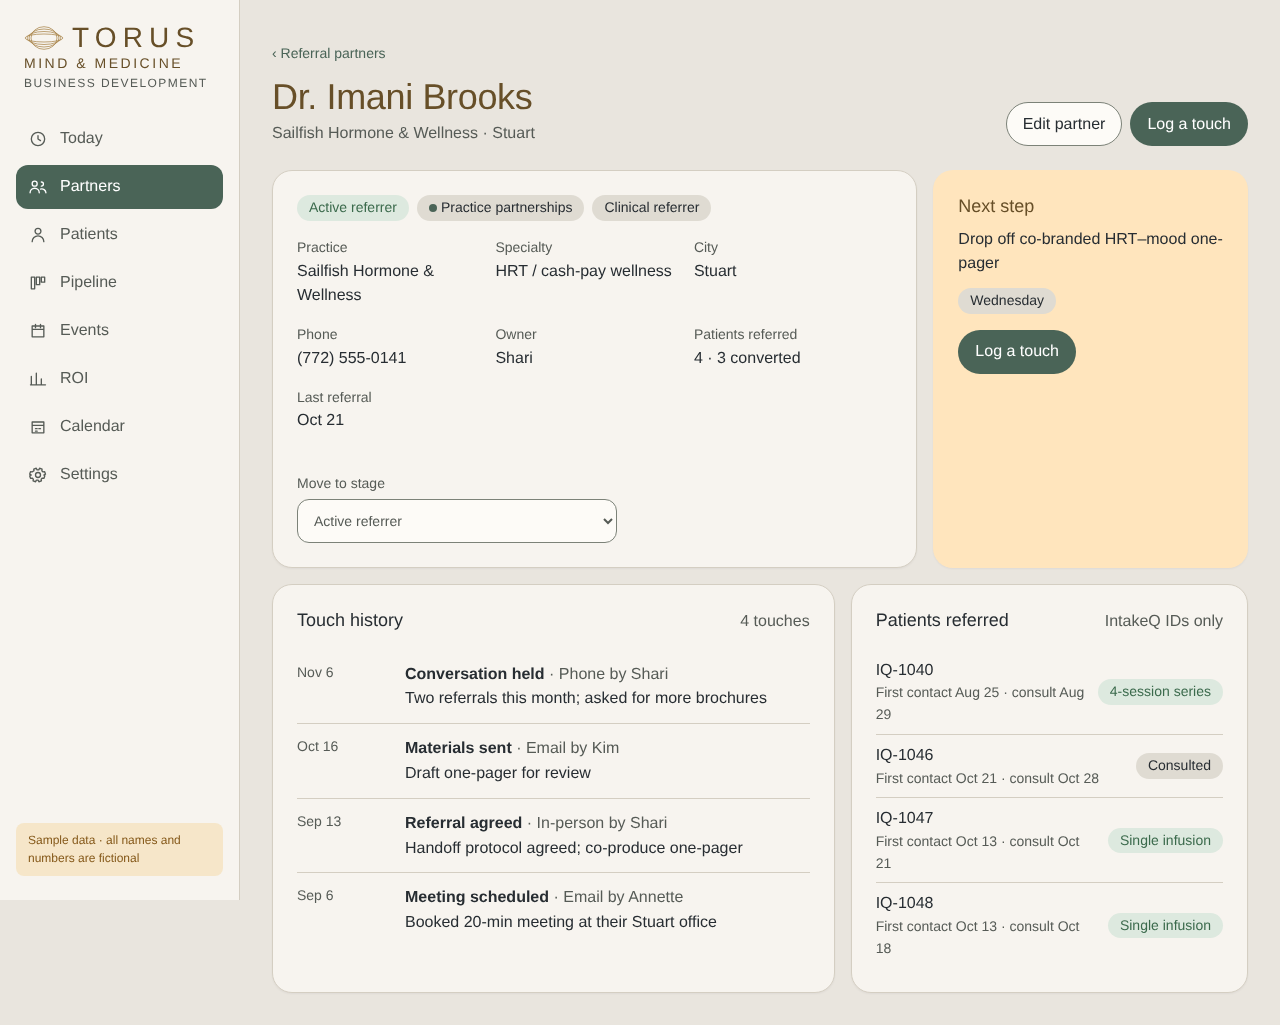 TORUS
MIND & MEDICINE
BUSINESS DEVELOPMENT
Today
Partners
Patients
Pipeline
Events
ROI
Calendar
Settings
Sample data · all names and
numbers are fictional
‹ Referral partners
Dr. Imani Brooks
Sailfish Hormone & Wellness · Stuart
Edit partner
Log a touch
Active referrer
Practice partnerships
Clinical referrer
Practice
Sailfish Hormone &
Wellness
Specialty
HRT / cash-pay wellness
City
Stuart
Phone
(772) 555-0141
Owner
Shari
Patients referred
4 · 3 converted
Last referral
Oct 21
Move to stage
Active referrer
Next step
Drop off co-branded HRT–mood one-
pager
Wednesday
Log a touch
Touch history
4 touches
Nov 6
Conversation held · Phone by Shari
Two referrals this month; asked for more brochures
Oct 16
Materials sent · Email by Kim
Draft one-pager for review
Sep 13
Referral agreed · In-person by Shari
Handoff protocol agreed; co-produce one-pager
Sep 6
Meeting scheduled · Email by Annette
Booked 20-min meeting at their Stuart office
Patients referred
IntakeQ IDs only
IQ-1040
First contact Aug 25 · consult Aug
29
4-session series
IQ-1046
First contact Oct 21 · consult Oct 28
Consulted
IQ-1047
First contact Oct 13 · consult Oct
21
Single infusion
IQ-1048
First contact Oct 13 · consult Oct
18
Single infusion